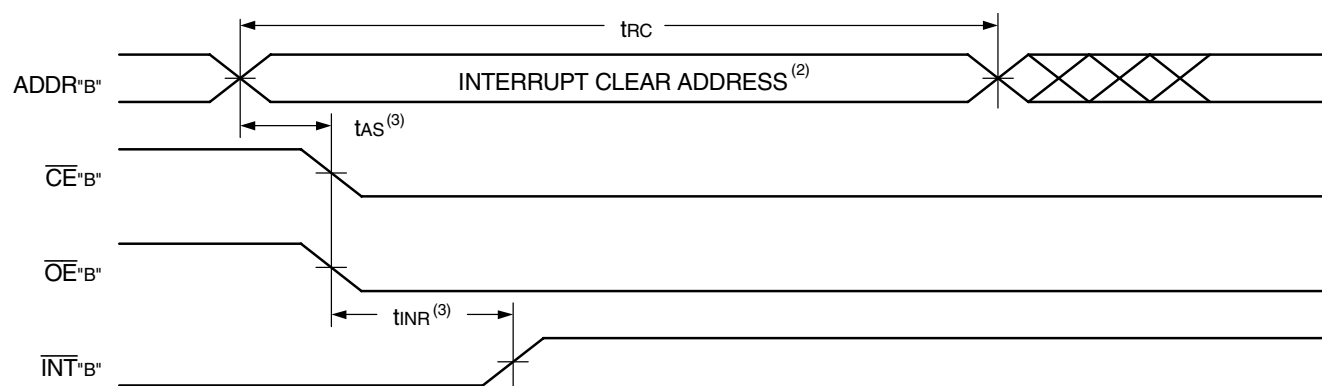 tRC
ADDR"B"
INTERRUPT CLEAR ADDRESS(2)
tAS(3)
CE"B"
OE"B"
tINR(3)
INT"B"